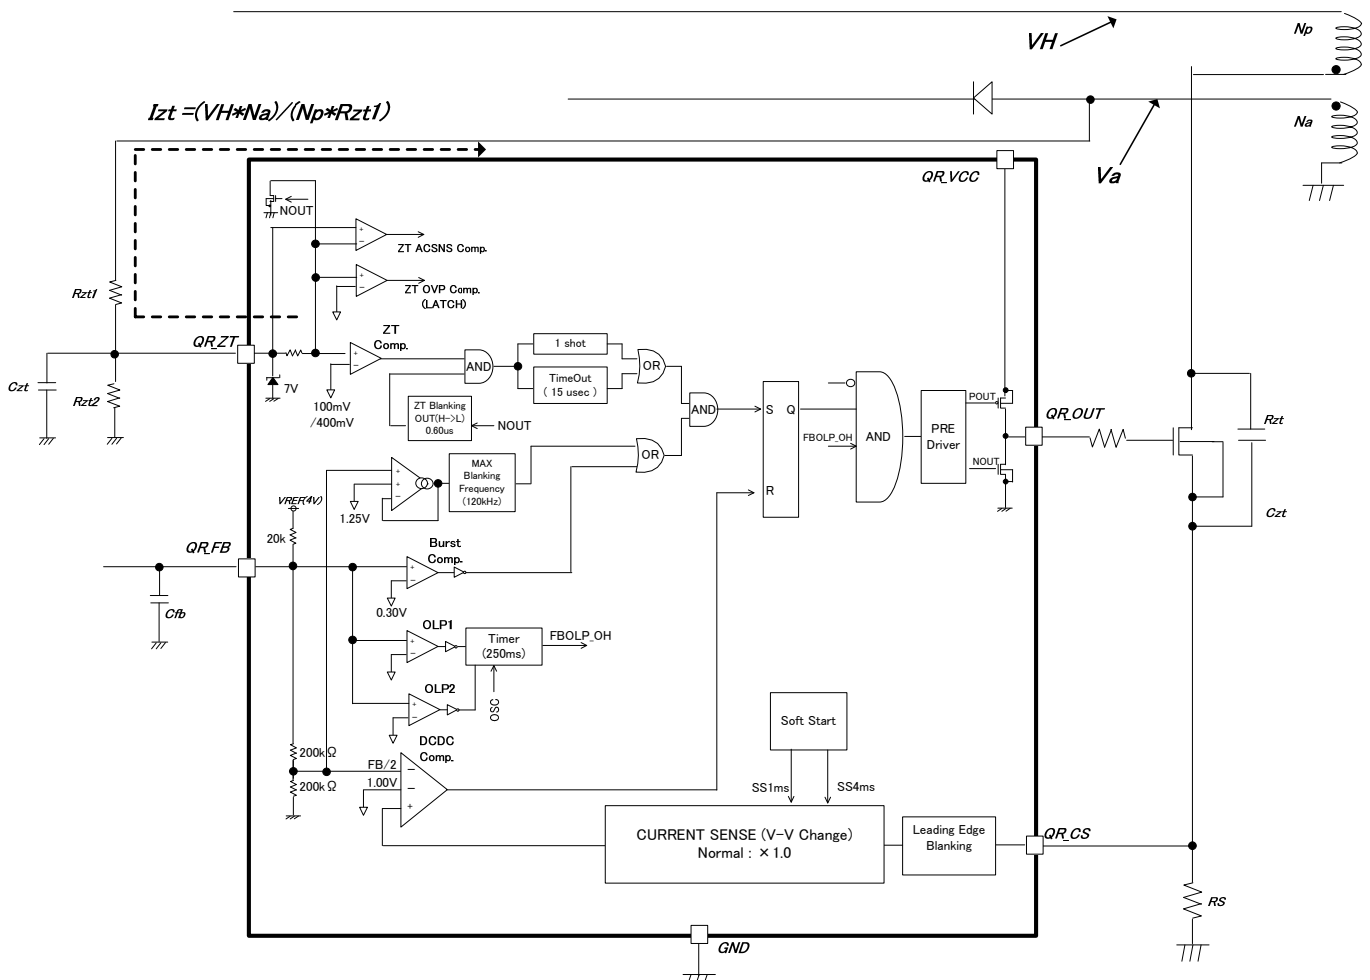 VH
Np
Izt =(VH*Na)/(Np*Rzt1)
Na
Va
QR_VCC
NOUT
ZT ACSNS Comp.
ZT OVP Comp.
(LATCH)
Rzt1
QR_ZT
ZT
Comp.
1 shot
AND
OR
TimeOut
( 15 usec )
Czt
Rzt2
7V
100mV
/400mV
ZT Blanking
OUT(H->L)
0.60us
NOUT
AND
S Q
POUT
QR_OUT
Rzt
PRE
Driver
FBOLP_OH
AND
NOUT
OR
MAX
Blanking
Frequency
(120kHz)
R
VREF(4V)
1.25V
Czt
20k
QR_FB
Burst
Comp.
0.30V
Cfb
OLP1
Timer
(250ms)
FBOLP_OH
OLP2
OSC
Soft Start
DCDC
Comp.
200kΩ
FB/2
200kΩ
1.00V
SS1ms
SS4ms
CURRENT SENSE (V-V Change)
Normal : ×1.0
Leading Edge
Blanking
QR_CS
RS
GND